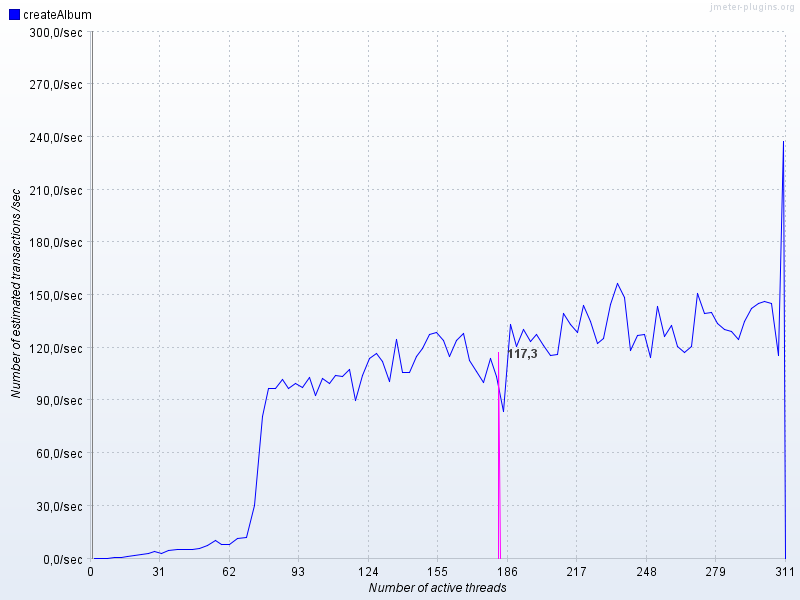 jmeter-plugins.org
createAlbum
300,0/sec
270,0/sec
240,0/sec
210,0/sec
180,0/sec
150,0/sec
120,0/sec
90,0/sec
60,0/sec
30,0/sec
0,0/sec
Number of estimated transactions /sec
117,3
0 31 62 93 124 155 186 217 248 279 311
Number of active threads